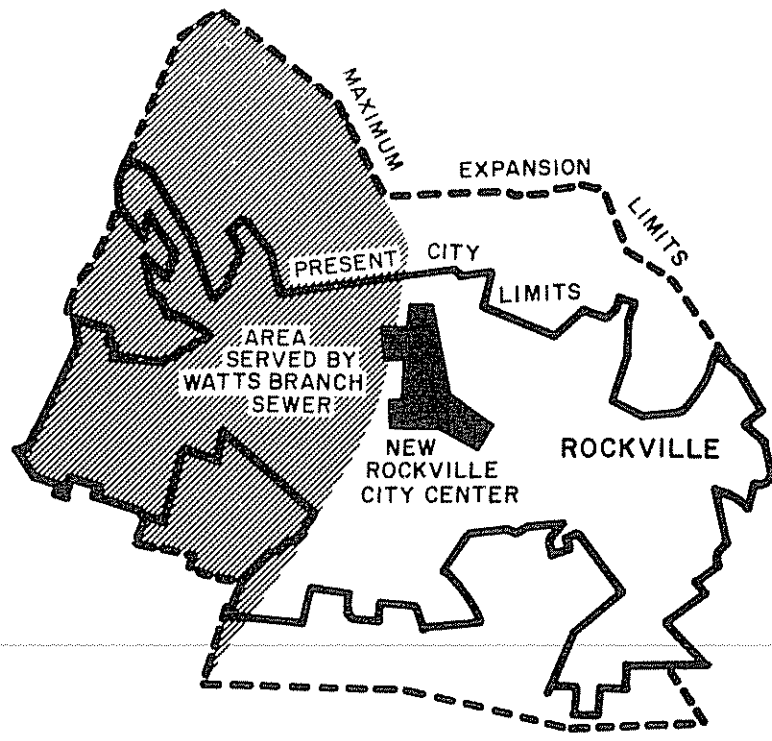 MAXIMUM
EXPANSION
LIMITS
PRESENT CITY
LIMITS
AREA
SERVED BY
WATTS BRANCH
SEWER
NEW
ROCKVILLE
CITY CENTER
ROCKVILLE